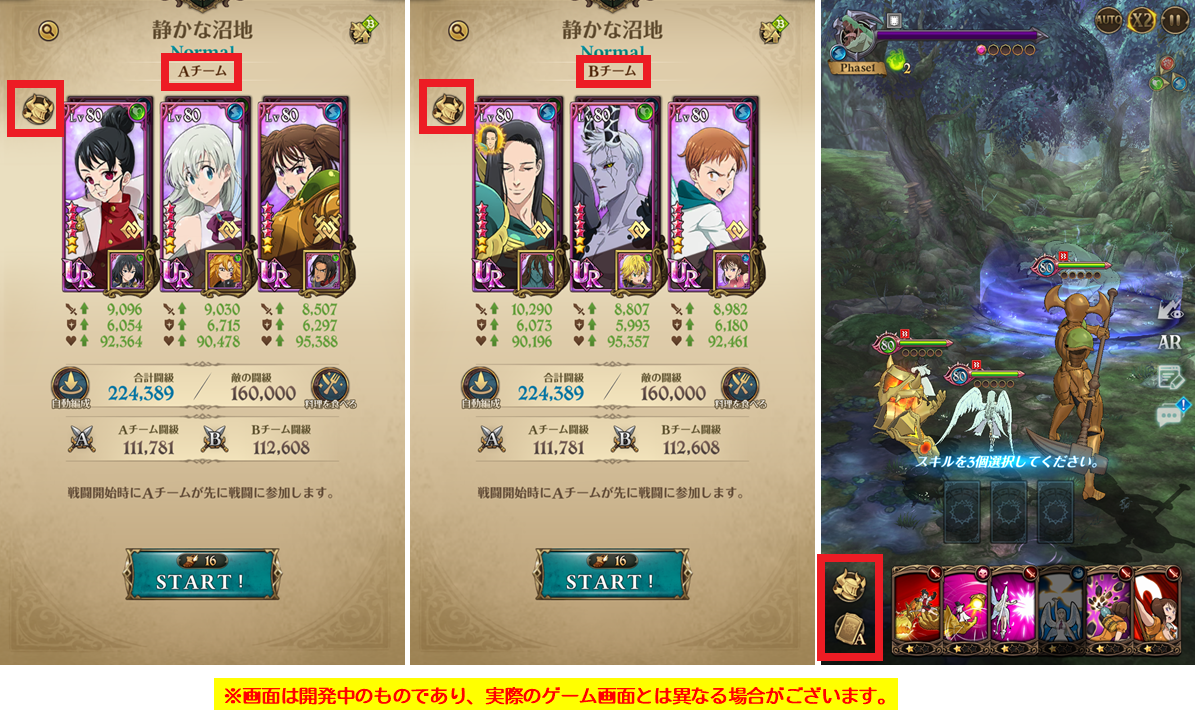 静かな沼地
Normal
Aチーム
B
Lv 80
Lv 80
Lv 80
UR
UR
UR
9,096
9,030
8,507
6,054
6,715
6,297
92,364
90,478
95,388
合計闘級
敵の闘級
224,389
160,000
自動編成
料理を食べる
Aチーム闘級
Bチーム闘級
A
111,781
B
112,608
戦闘開始時にAチームが先に戦闘に参加します。
16
START!
静かな沼地
Normal
Bチーム
B
Lv 80
Lv 80
Lv 80
UR
UR
UR
10,290
8,807
8,982
6,073
5,993
6,180
90,196
95,357
92,461
合計闘級
敵の闘級
224,389
160,000
自動編成
料理を食べる
Aチーム闘級
Bチーム闘級
A
111,781
B
112,608
戦闘開始時にAチームが先に戦闘に参加します。
16
START!
AUTO
X2
Phase1
2
80
80
80
AR
スキルを3個選択してください。
A
※画面は開発中のものであり、実際のゲーム画面とは異なる場合がございます。